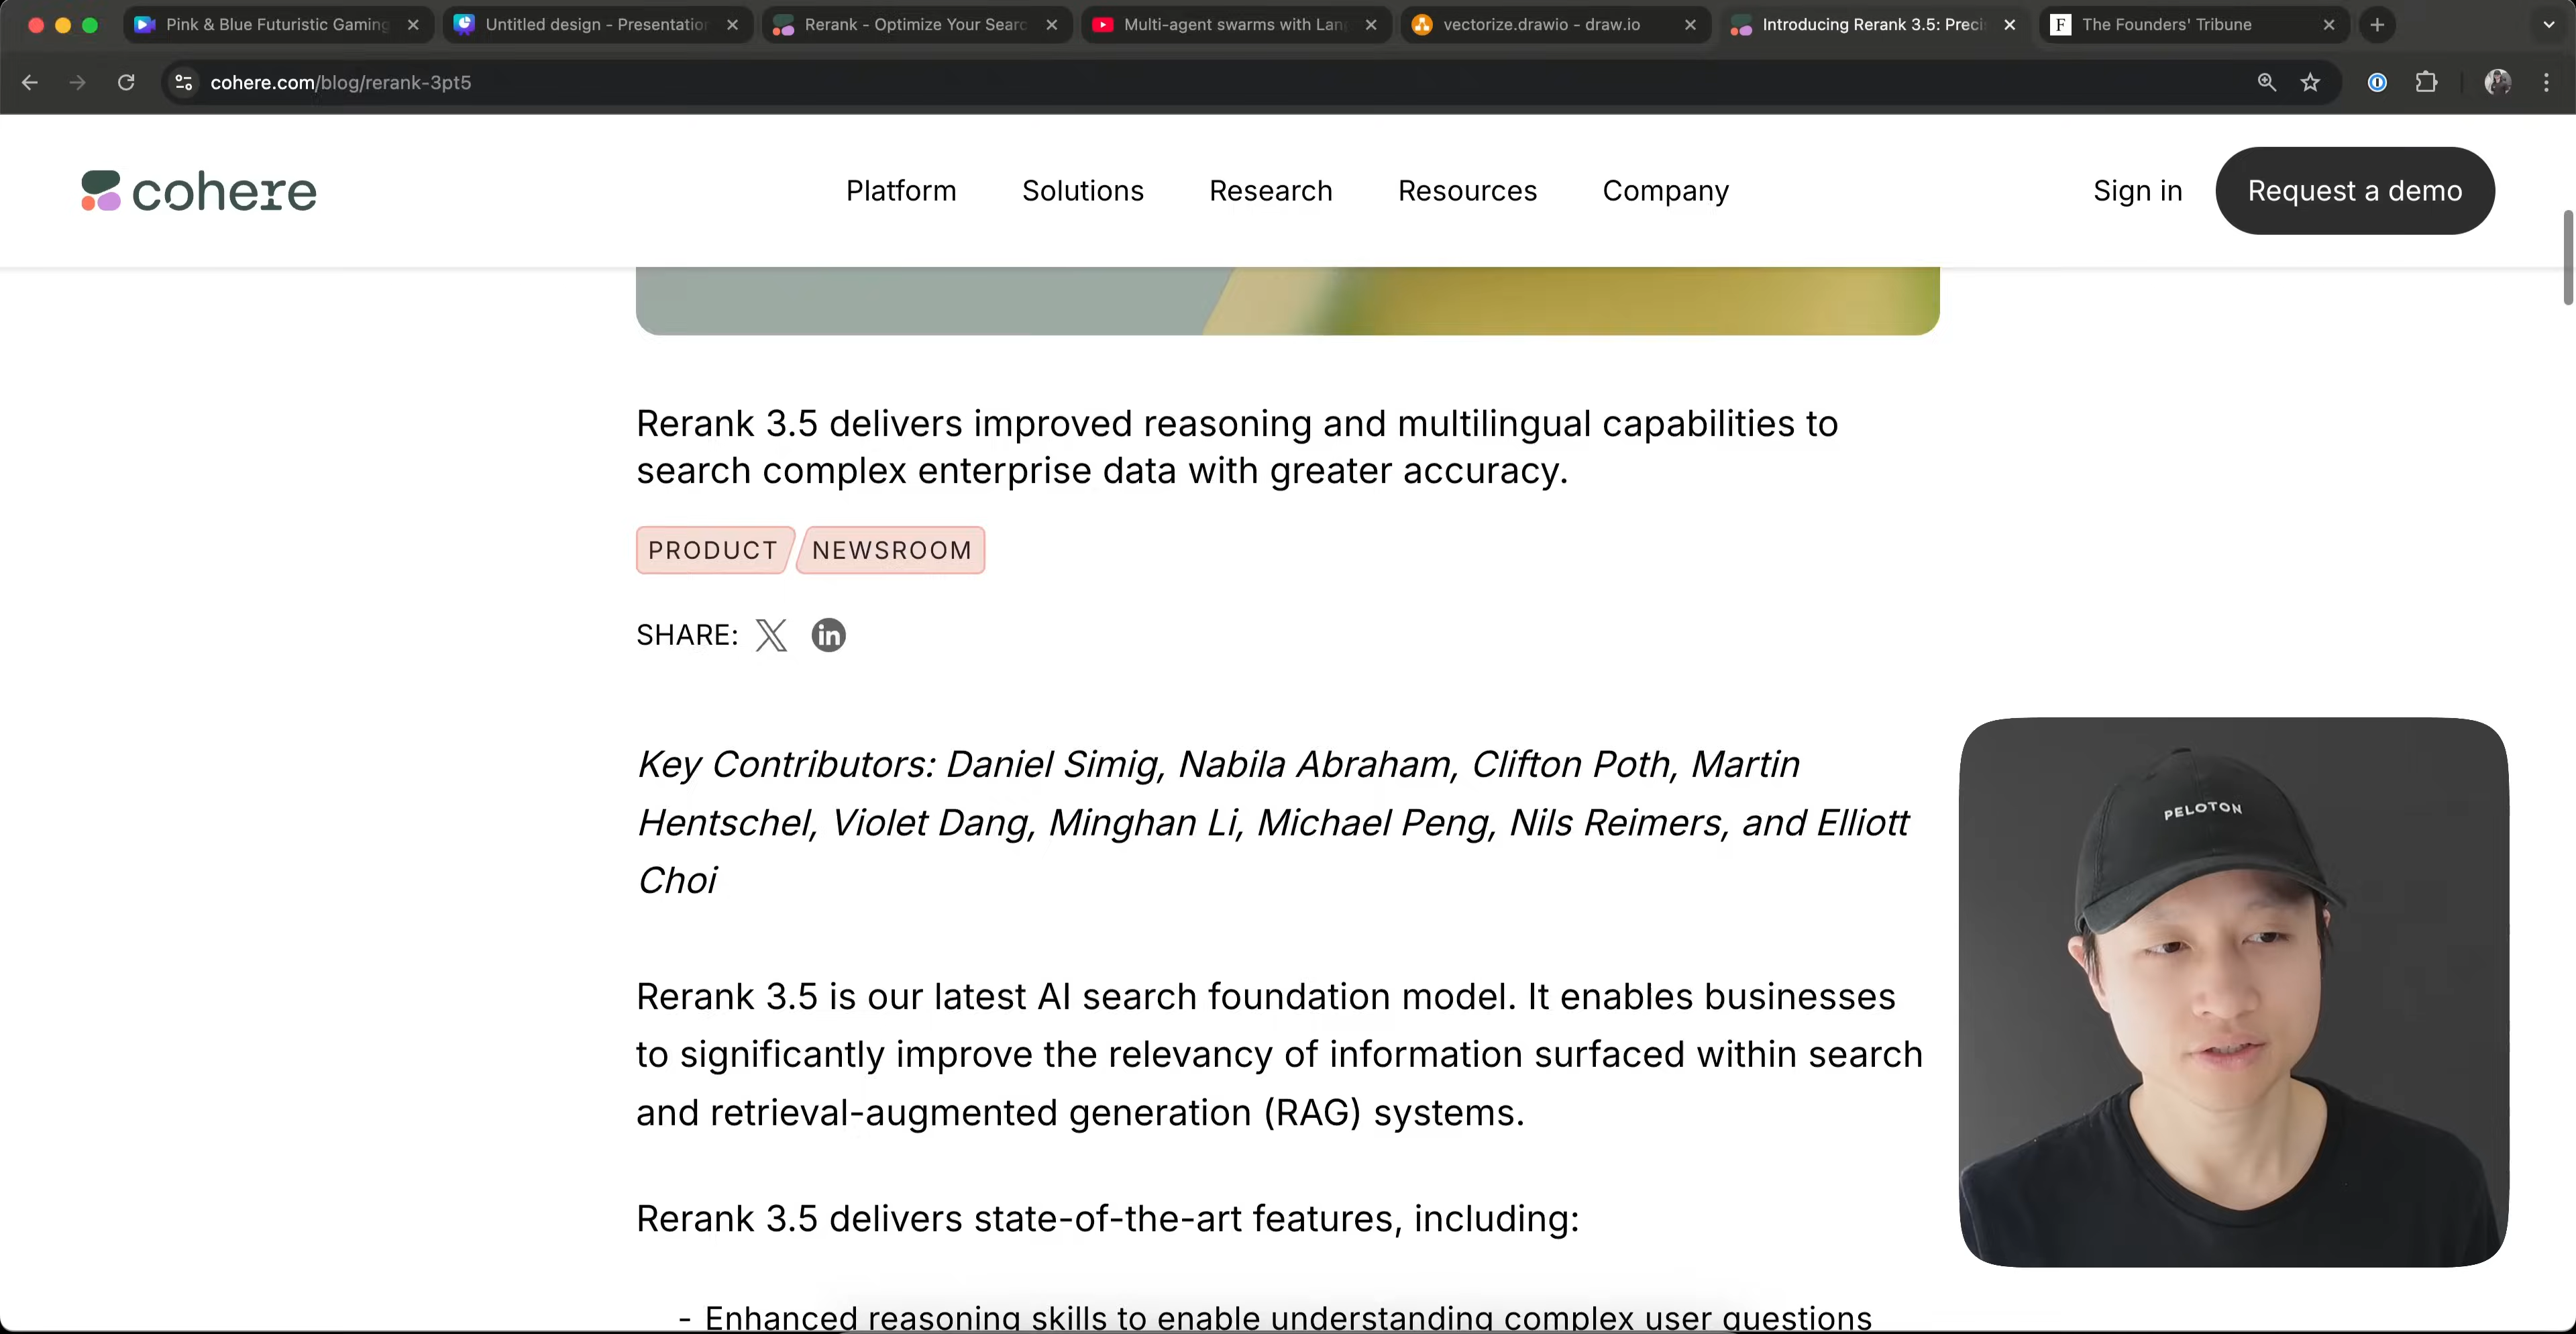 Pink & Blue Futuristic Gaming
Untitled design - Presentation
Rerank - Optimize Your Searc
Multi-agent swarms with Lan
vectorize.drawio - draw.io
Introducing Rerank 3.5: Preci
F The Founders' Tribune
cohere.com/blog/rerank-3pt5
cohere
Platform
Solutions
Research
Resources
Company
Sign in
Request a demo
Rerank 3.5 delivers improved reasoning and multilingual capabilities to
search complex enterprise data with greater accuracy.
PRODUCT NEWSROOM
SHARE: X in
Key Contributors: Daniel Simig, Nabila Abraham, Clifton Poth, Martin
Hentschel, Violet Dang, Minghan Li, Michael Peng, Nils Reimers, and Elliott
Choi
PELOTON
Rerank 3.5 is our latest AI search foundation model. It enables businesses
to significantly improve the relevancy of information surfaced within search
and retrieval-augmented generation (RAG) systems.
Rerank 3.5 delivers state-of-the-art features, including:
- Enhanced reasoning skills to enable understanding complex user questions